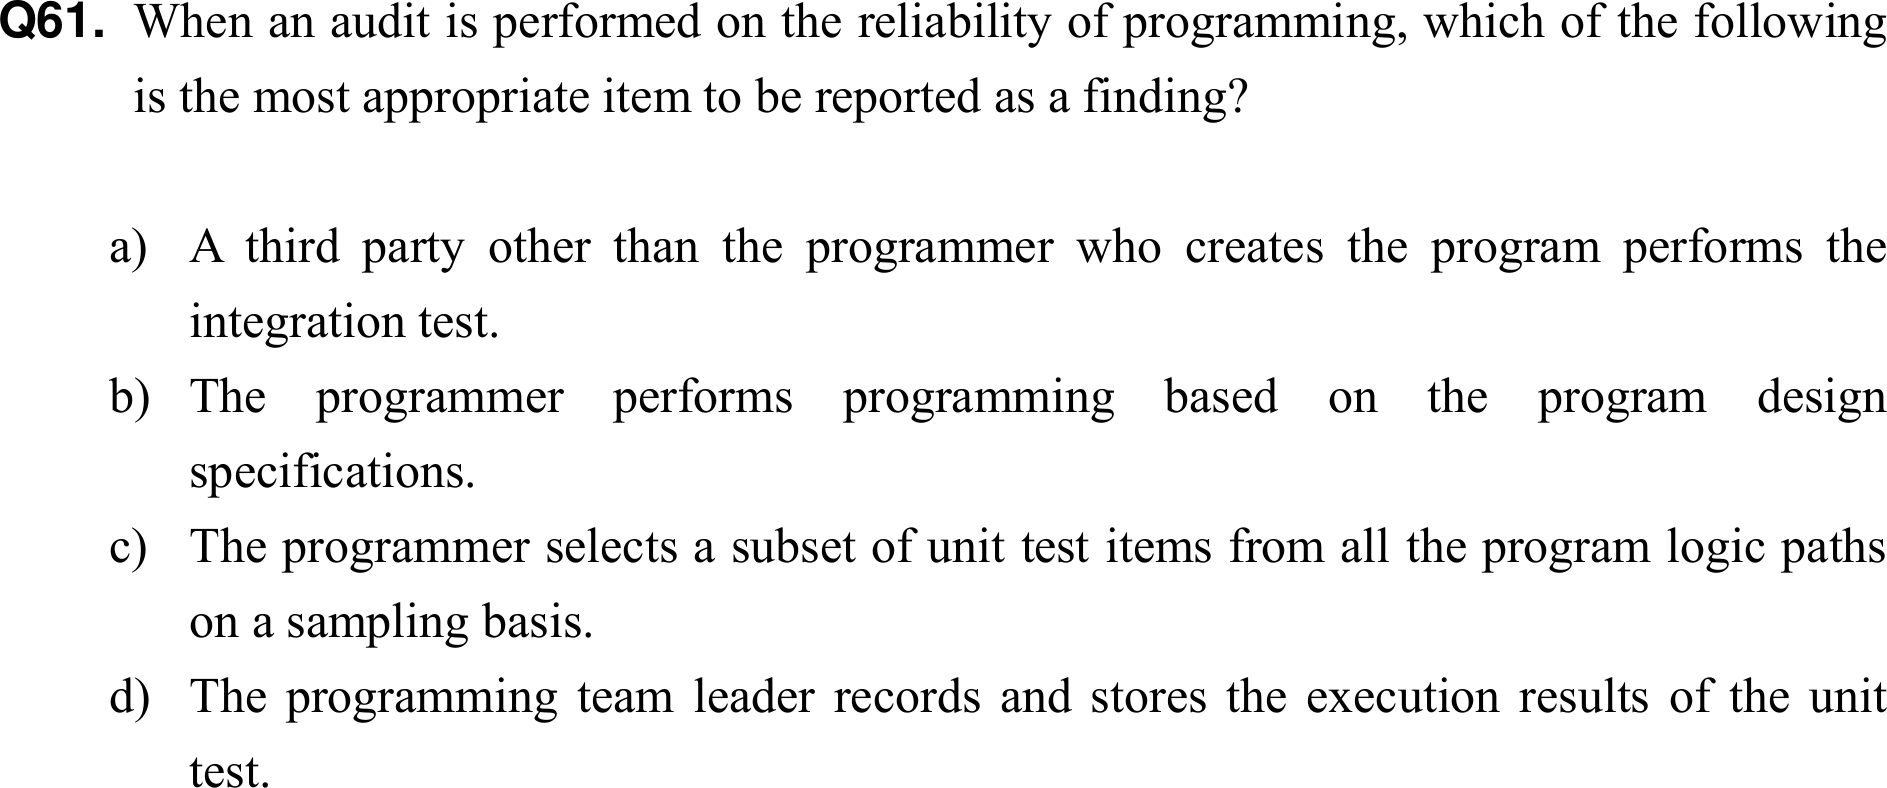 Q61. When an audit is performed on the reliability of programming, which of the following
is the most appropriate item to be reported as a finding?
a) A third party other than the programmer who creates the program performs the
integration test.
b) The programmer performs programming based on the program design
specifications.
c) The programmer selects a subset of unit test items from all the program logic paths
on a sampling basis.
d) The programming team leader records and stores the execution results of the unit
test.